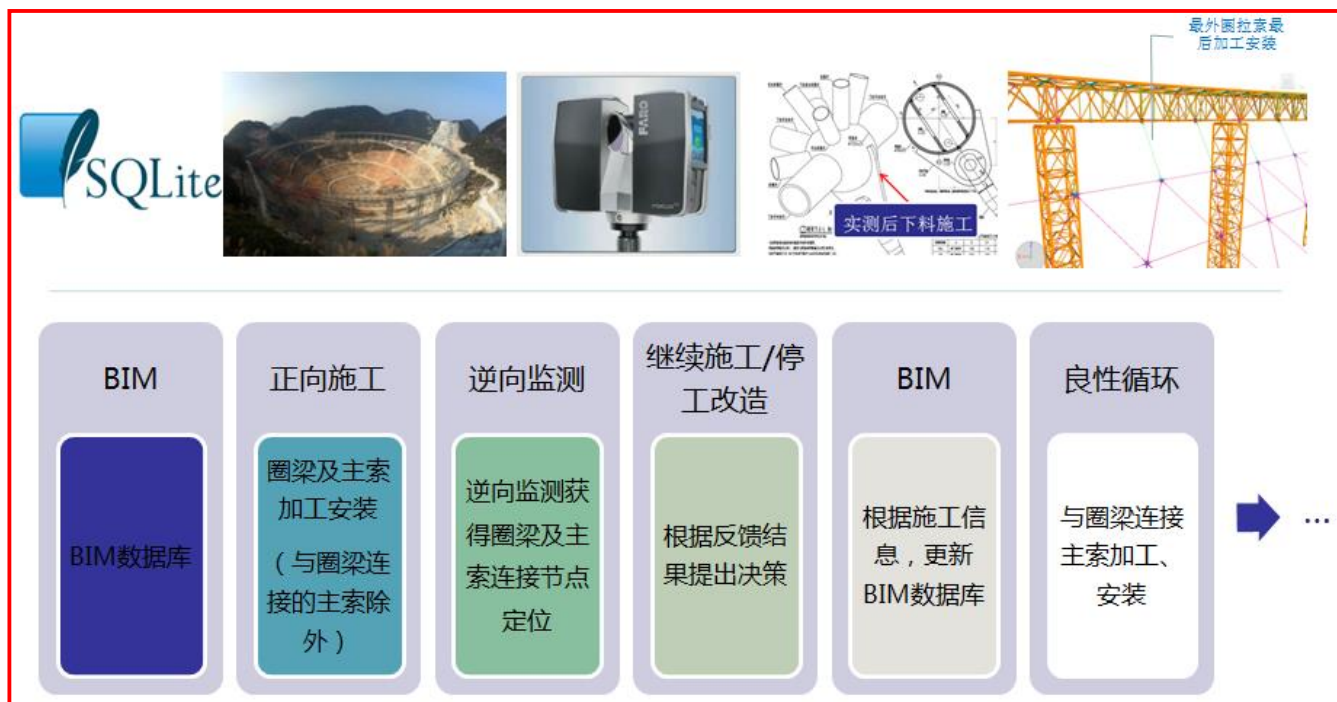 最外圈拉索最
后加工安装
SQLite
FARO
实测后下料施工
BIM
正向施工
逆向监测
继续施工/停
工改造
BIM
良性循环
BIM数据库
圈梁及主索
加工安装
（与圈梁连
接的主索除
外）
逆向监测获
得圈梁及主
索连接节点
定位
根据反馈结
果提出决策
根据施工信
息，更新
BIM数据库
与圈梁连接
主索加工、
安装
...